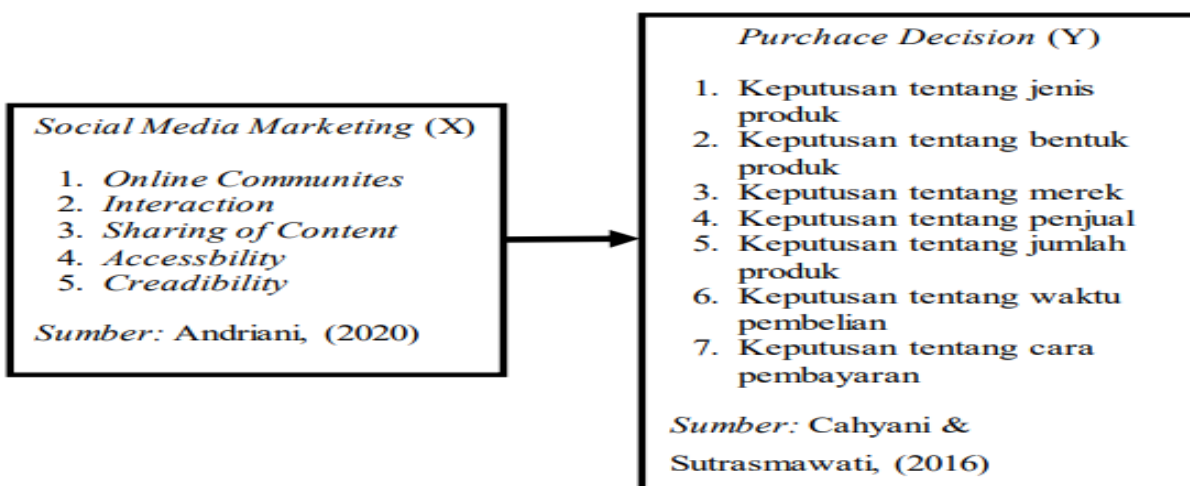 Social Media Marketing (X)
1. Online Communites
2. Interaction
3. Sharing of Content
4. Accessbility
5. Creadibility
Sumber: Andriani, (2020)
Purchace Decision (Y)
1. Keputusan tentang jenis
produk
2. Keputusan tentang bentuk
produk
3. Keputusan tentang merek
4. Keputusan tentang penjual
5. Keputusan tentang jumlah
produk
6. Keputusan tentang waktu
pembelian
7. Keputusan tentang cara
pembayaran
Sumber: Cahyani &
Sutrasmawati, (2016)